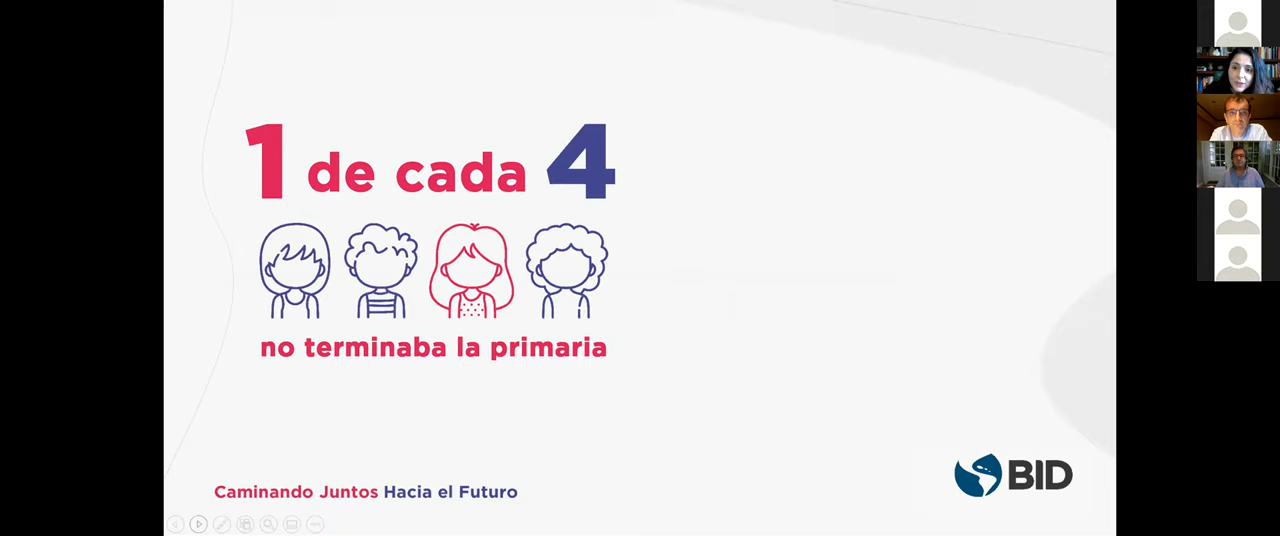 1 de cada 4
no terminaba la primaria
Caminando Juntos Hacia el Futuro
BID